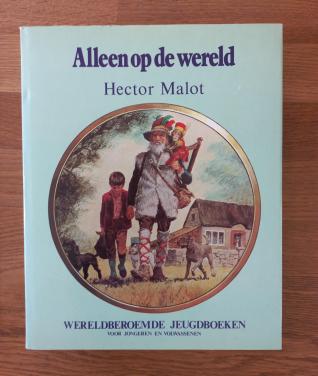 Alleen op de wereld
Hector Malot
WERELDBEROEMDE JEUGDBOEKEN
VOOR JONGEREN EN VOLWASSENEN